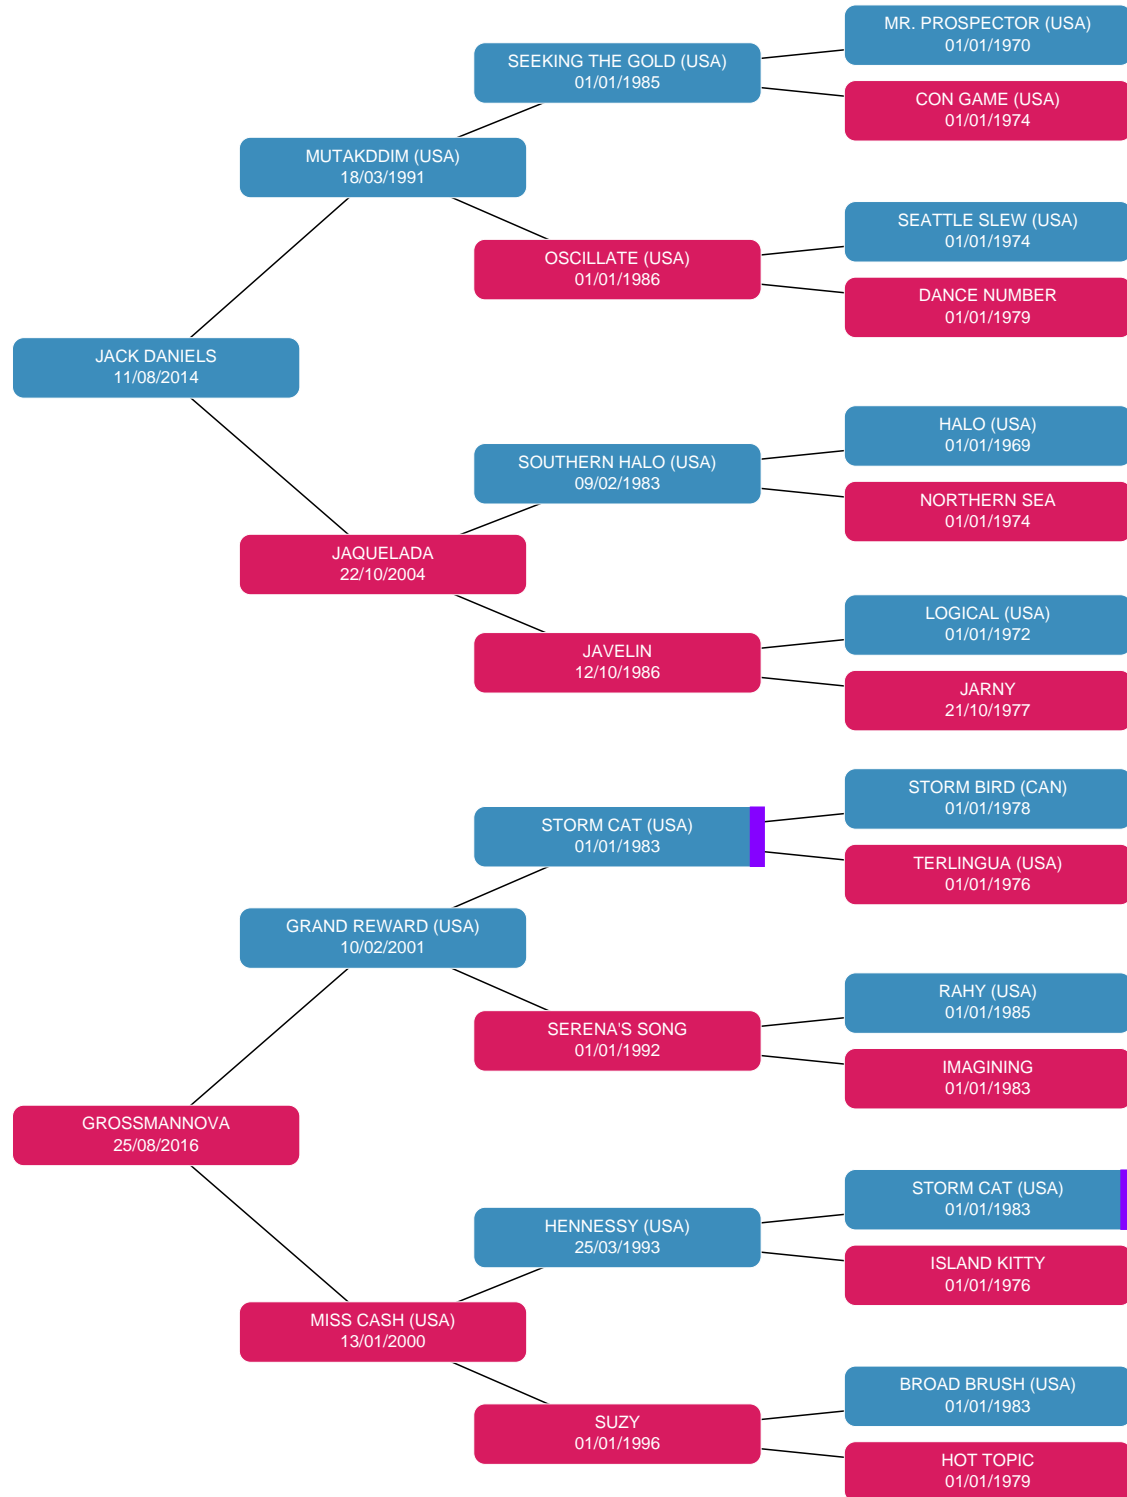 MR. PROSPECTOR (USA)
01/01/1970
SEEKING THE GOLD (USA)
01/01/1985
CON GAME (USA)
01/01/1974
MUTAKDDIM (USA)
18/03/1991
SEATTLE SLEW (USA)
01/01/1974
OSCILLATE (USA)
01/01/1986
DANCE NUMBER
01/01/1979
JACK DANIELS
11/08/2014
HALO (USA)
01/01/1969
SOUTHERN HALO (USA)
09/02/1983
NORTHERN SEA
01/01/1974
JAQUELADA
22/10/2004
LOGICAL (USA)
01/01/1972
JAVELIN
12/10/1986
JARNY
21/10/1977
STORM BIRD (CAN)
01/01/1978
STORM CAT (USA)
01/01/1983
TERLINGUA (USA)
01/01/1976
GRAND REWARD (USA)
10/02/2001
RAHY (USA)
01/01/1985
SERENA'S SONG
01/01/1992
IMAGINING
01/01/1983
GROSSMANNOVA
25/08/2016
STORM CAT (USA)
01/01/1983
HENNESSY (USA)
25/03/1993
ISLAND KITTY
01/01/1976
MISS CASH (USA)
13/01/2000
BROAD BRUSH (USA)
01/01/1983
SUZY
01/01/1996
HOT TOPIC
01/01/1979